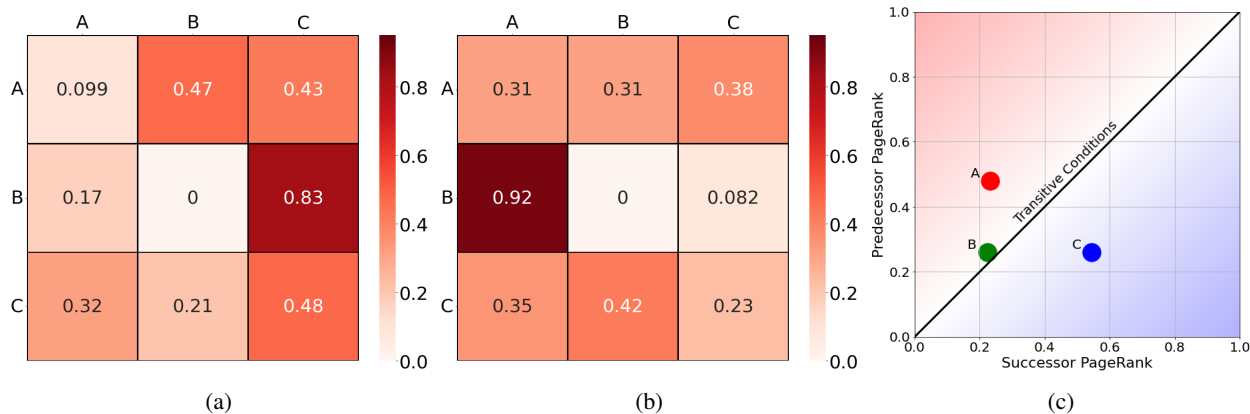 A B C
A 0.099 0.47 0.43
B 0.17 0 0.83
C 0.32 0.21 0.48
0.8
0.6
0.4
0.2
0.0
(a)
A B C
A 0.31 0.31 0.38
B 0.92 0 0.082
C 0.35 0.42 0.23
0.8
0.6
0.4
0.2
0.0
(b)
Predecessor PageRank
1.0
0.8
0.6
0.4
0.2
0.0
Transitive Conditions
A
B
C
0.0 0.2 0.4 0.6 0.8 1.0
Successor PageRank
(c)